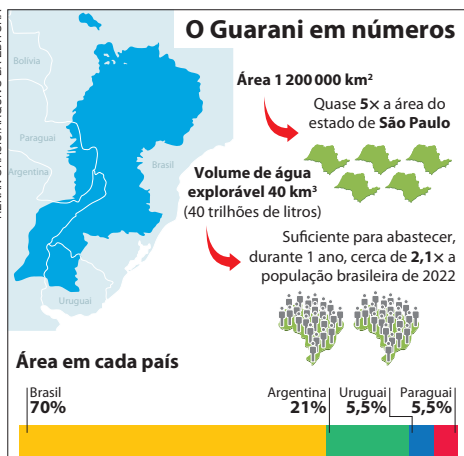 O Guarani em números
Bolívia
Paraguai
Argentina
Brasil
Uruguai
Área 1 200 000 km²
Quase 5× a área do
estado de São Paulo
Volume de água
explorável 40 km³
(40 trilhões de litros)
Suficiente para abastecer,
durante 1 ano, cerca de 2,1× a
população brasileira de 2022
Área em cada país
Brasil
70%
Argentina
21%
Uruguai
5,5%
Paraguai
5,5%